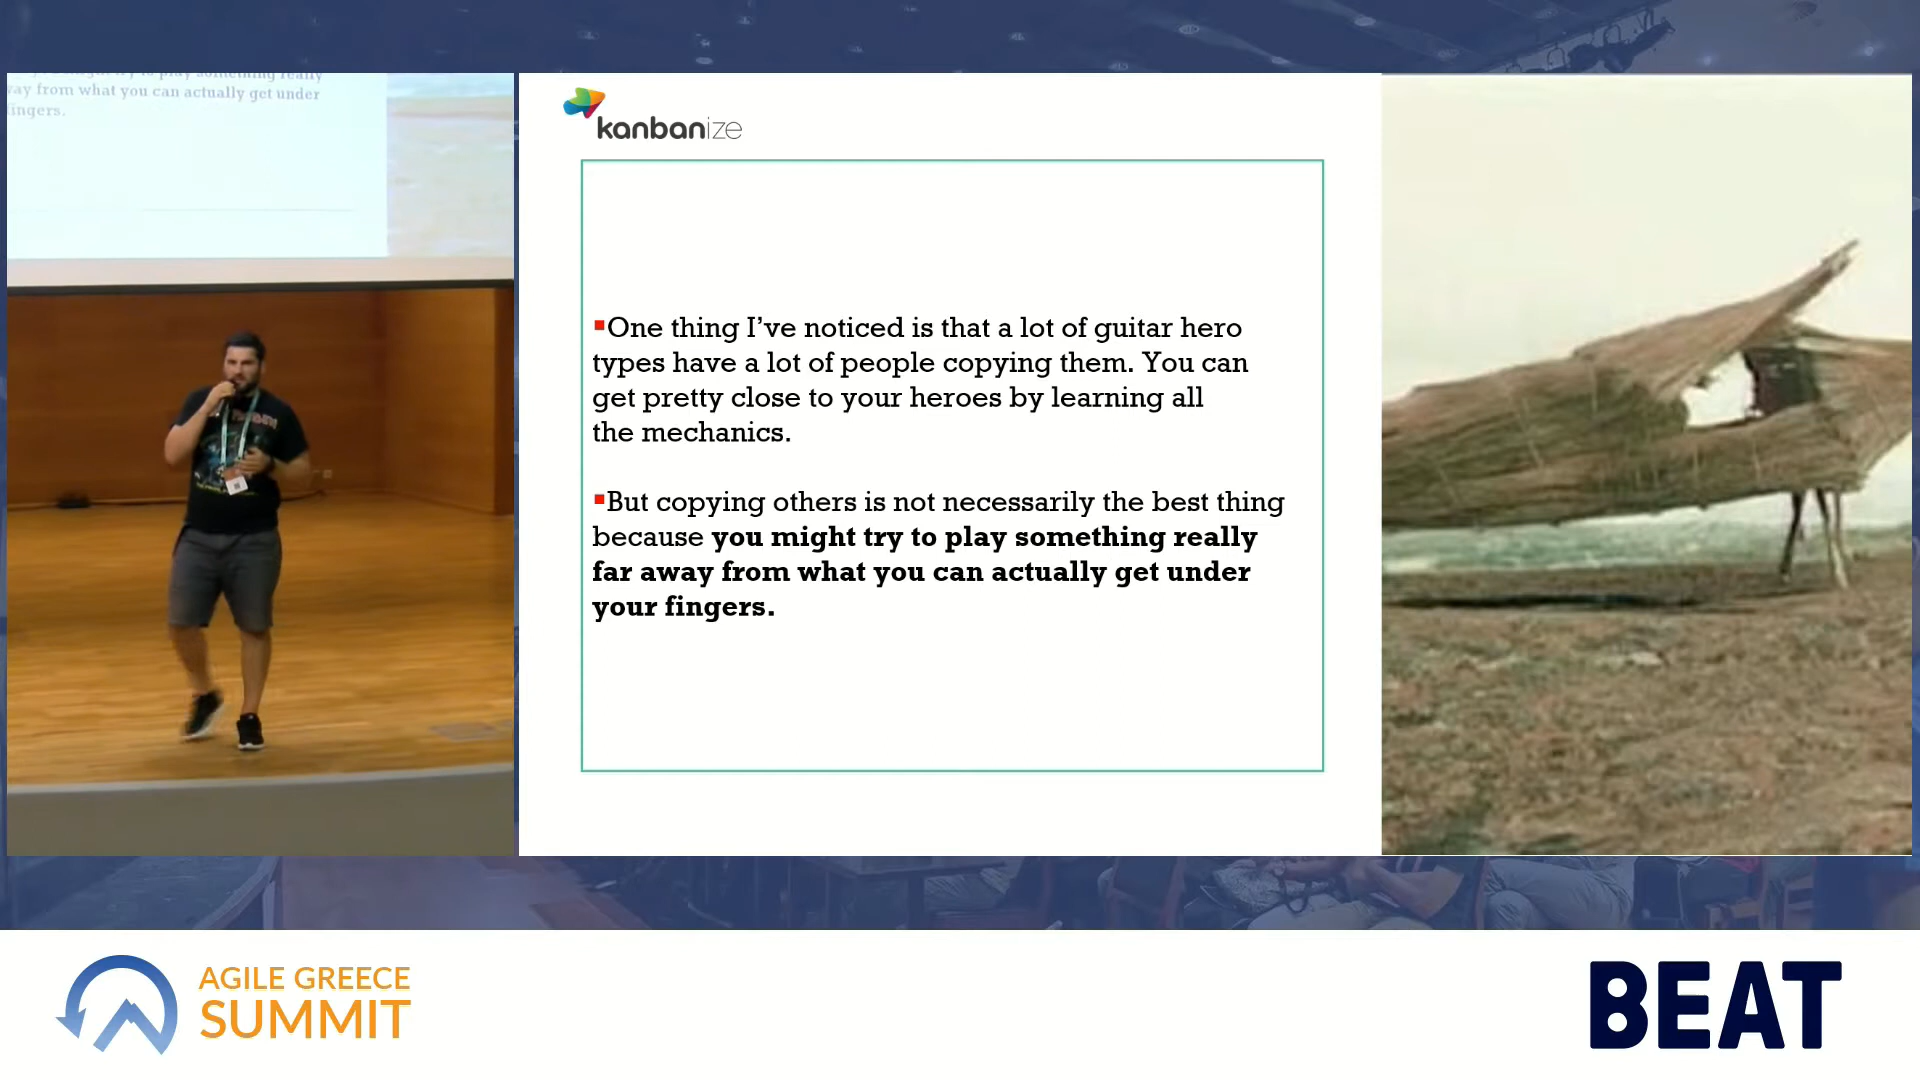 really
way from what you can actually get under
fingers.
kanbanize
▪One thing I’ve noticed is that a lot of guitar hero
types have a lot of people copying them. You can
get pretty close to your heroes by learning all
the mechanics.
▪But copying others is not necessarily the best thing
because you might try to play something really
far away from what you can actually get under
your fingers.
AGILE GREECE
SUMMIT
BEAT